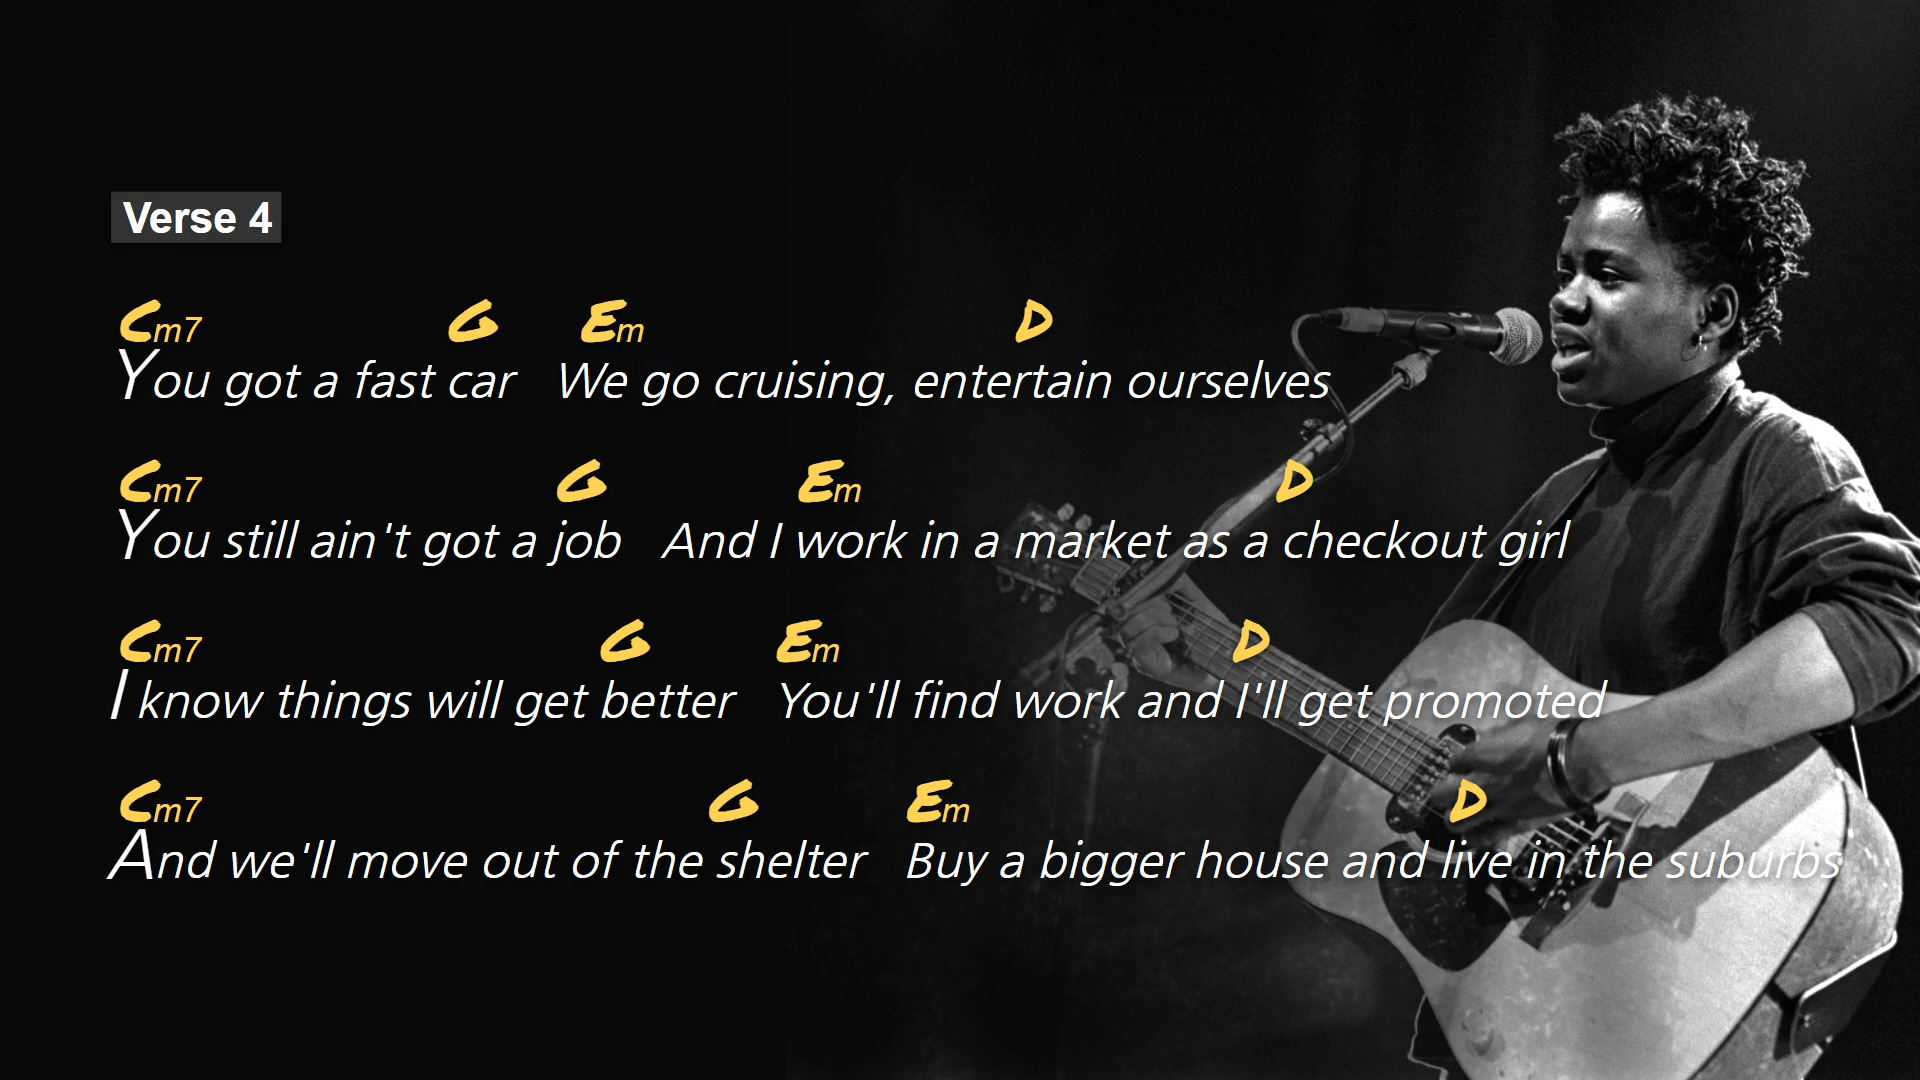 Verse 4
Cm7 G Em D
You got a fast car We go cruising, entertain ourselves
Cm7 G Em D
You still ain't got a job And I work in a market as a checkout girl
Cm7 G Em D
I know things will get better You'll find work and I'll get promoted
Cm7 G Em D
And we'll move out of the shelter Buy a bigger house and live in the suburbs